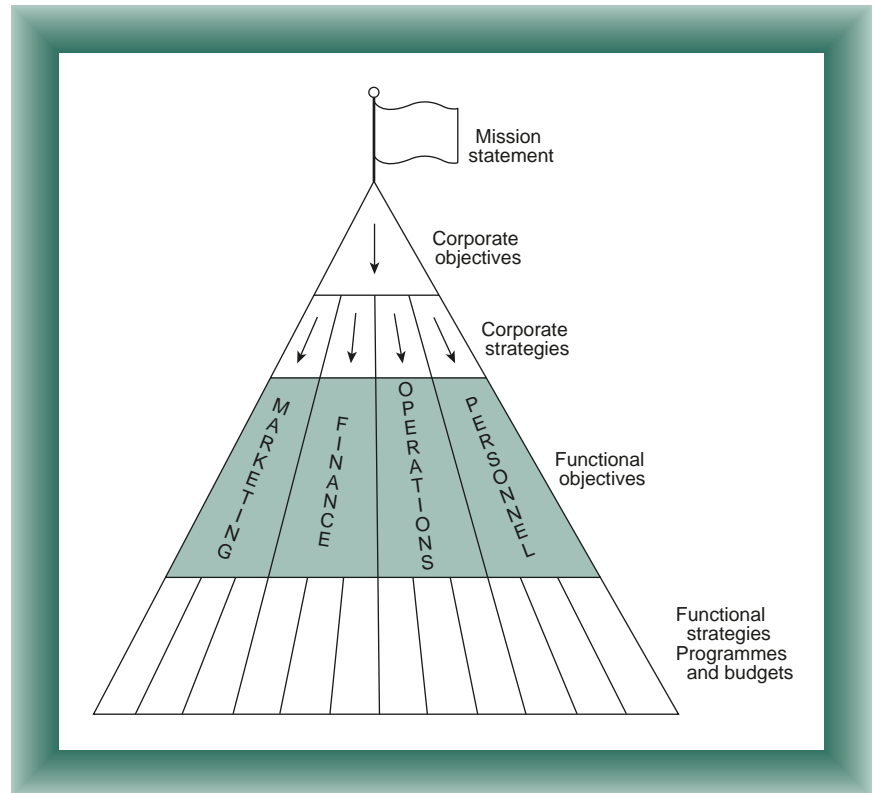 Mission
statement
Corporate
objectives
Corporate
strategies
MARKETING
FINANCE
OPERATIONS
PERSONNEL
Functional
objectives
Functional
strategies
Programmes
and budgets